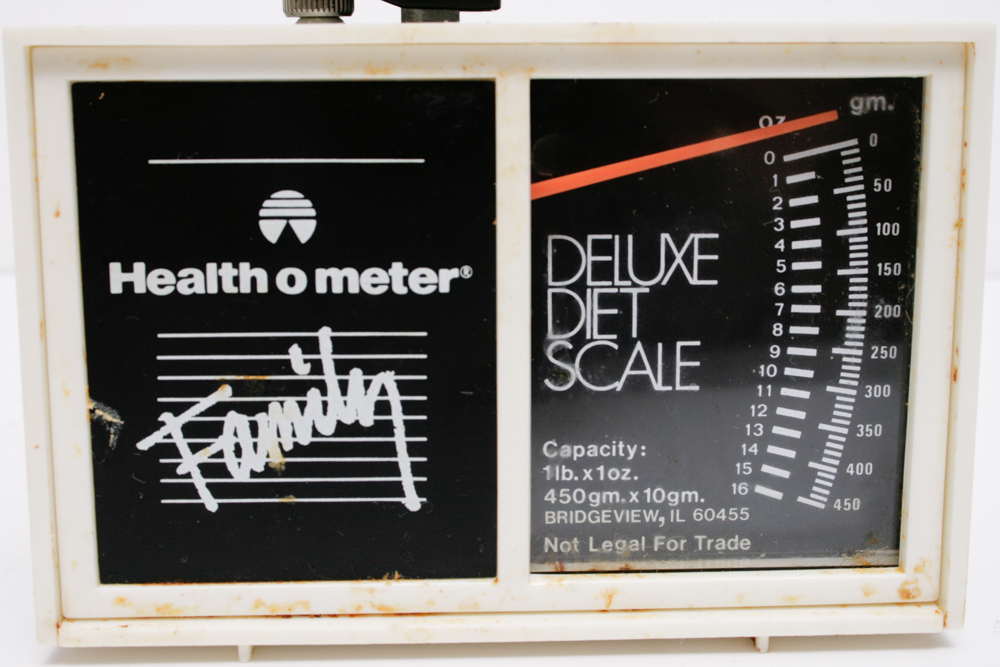 Health o meter®
Family
oz
gm.
0
1
2
3
4
5
6
7
8
9
10
11
12
13
14
15
16
0
50
100
150
200
250
300
350
400
450
DELUXE
DIET
SCALE
Capacity:
1lb. x 1oz.
450gm. x 10gm.
BRIDGEVIEW, IL 60455
Not Legal For Trade